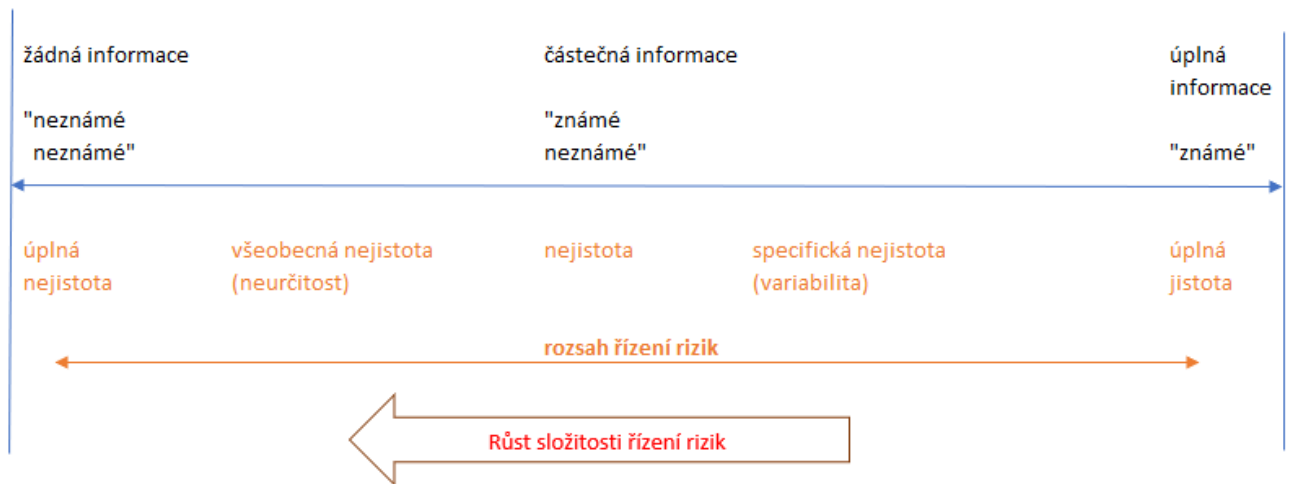 žádná informace
částečná informace
úplná
informace
"neznámé
neznámé"
"známé
neznámé"
"známé"
úplná
nejistota
všeobecná nejistota
(neurčitost)
nejistota
specifická nejistota
(variabilita)
úplná
jistota
rozsah řízení rizik
Růst složitosti řízení rizik